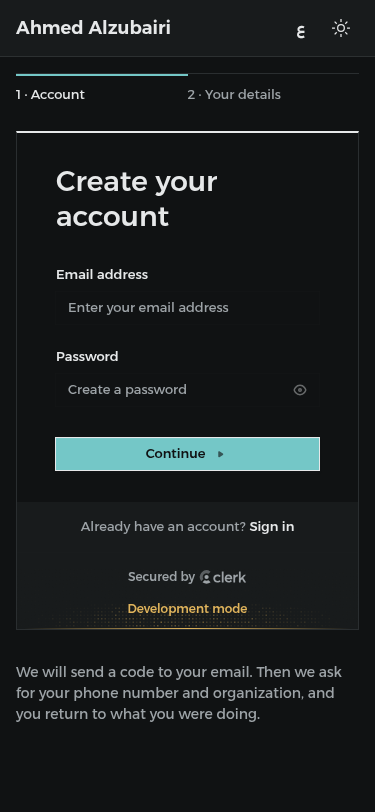 Ahmed Alzubairi
ع
1 · Account
2 · Your details
Create your
account
Email address
Enter your email address
Password
Create a password
Continue
Already have an account? Sign in
Secured by clerk
Development mode
We will send a code to your email. Then we ask
for your phone number and organization, and
you return to what you were doing.